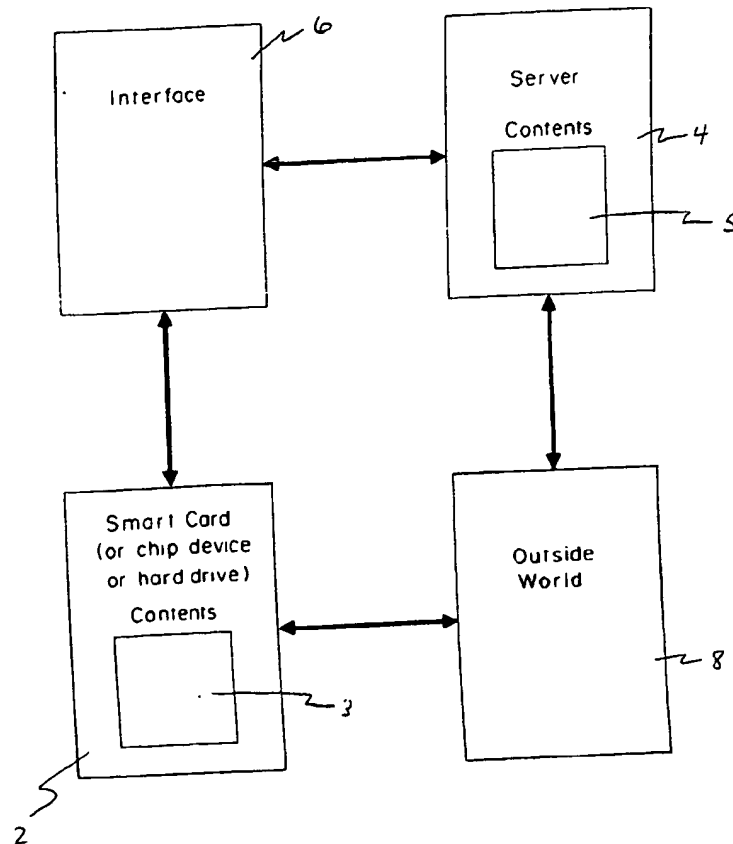 6
Interface
Server
Contents
4
5
Smart Card
(or chip device
or hard drive)
Contents
3
2
Outside
World
8